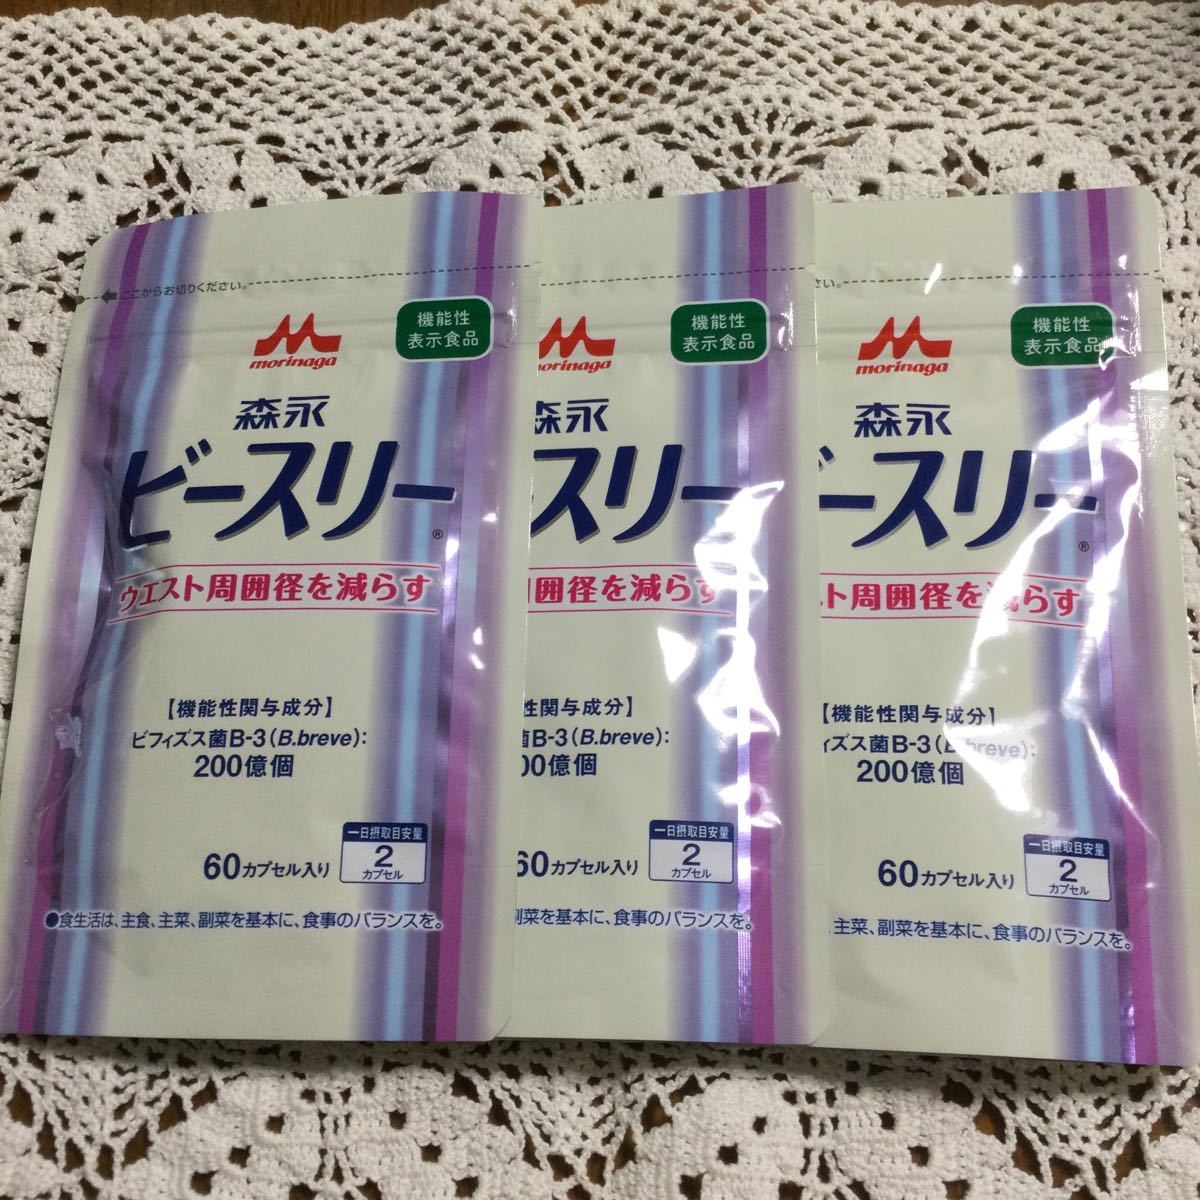 ここからお切りください。
morinaga
機能性
表示食品
森永
ビースリー®
ウエスト周囲径を減らす
【機能性関与成分】
ビフィズス菌B-3（B.breve）:
200億個
60カプセル入り
一日摂取目安量
2
カプセル
●食生活は、主食、主菜、副菜を基本に、食事のバランスを。
morinaga
機能性
表示食品
森永
スリー
周囲径を減らす
性関与成分】
菌B-3（B.breve）:
00億個
60カプセル入り
一日摂取目安量
2
カプセル
副菜を基本に、食事のバランスを。
さい。
morinaga
機能性
表示食品
森永
ビースリー®
スト周囲径を減らす
【機能性関与成分】
ィズス菌B-3（B.breve）:
200億個
60カプセル入り
一日摂取目安量
2
カプセル
、主菜、副菜を基本に、食事のバランスを。